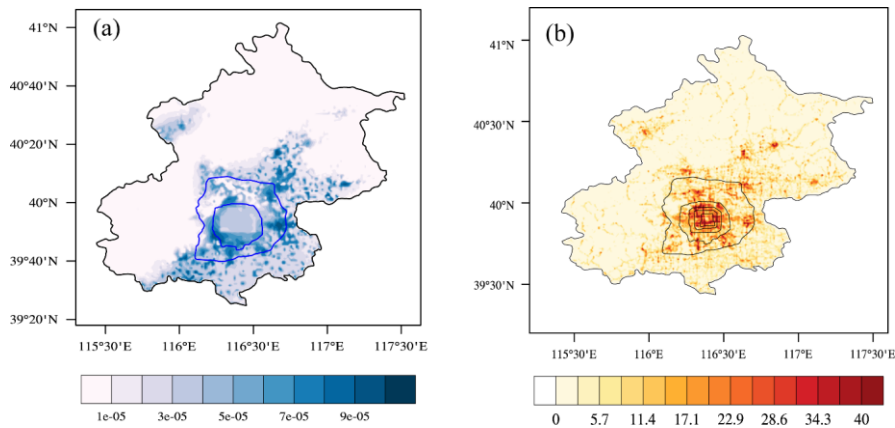 (a)
41°N
40°40'N
40°20'N
40°N
39°40'N
39°20'N
115°30'E 116°E 116°30'E 117°E 117°30'E
1e-05 3e-05 5e-05 7e-05 9e-05
(b)
41°N
40°30'N
40°N
39°30'N
115°30'E 116°E 116°30'E 117°E 117°30'E
0 5.7 11.4 17.1 22.9 28.6 34.3 40